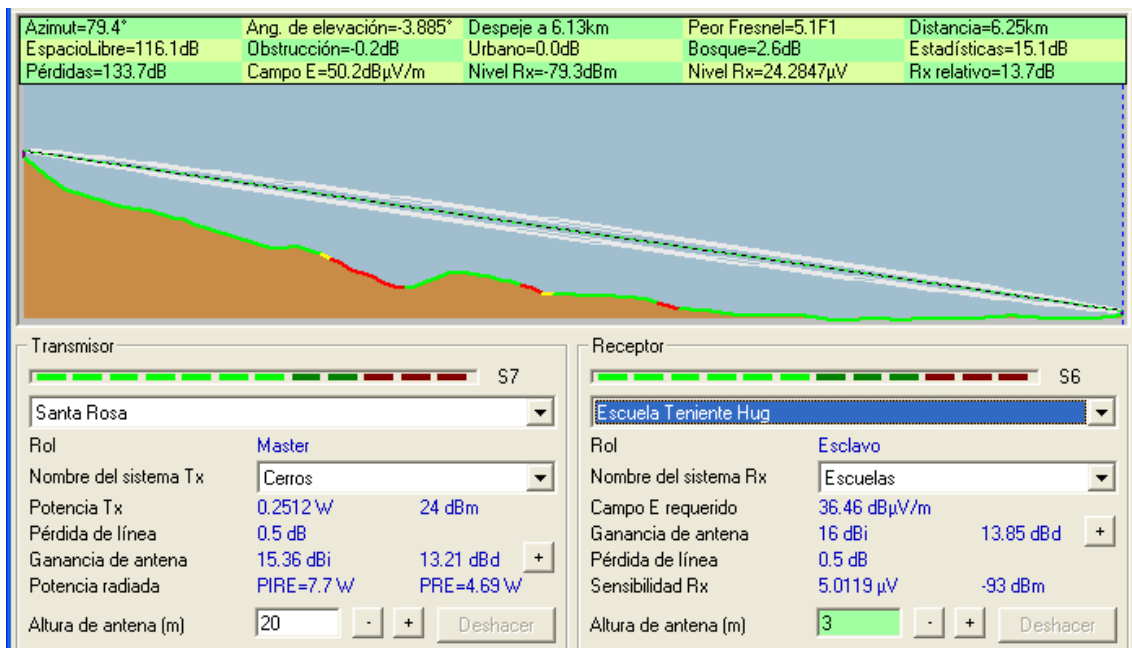 Azimut=79.4° Ang. de elevación=-3.885° Despeje a 6.13km Peor Fresnel=5.1F1 Distancia=6.25km
EspacioLibre=116.1dB Obstrucción=-0.2dB Urbano=0.0dB Bosque=2.6dB Estadísticas=15.1dB
Pérdidas=133.7dB Campo E=50.2dBµV/m Nivel Rx=-79.3dBm Nivel Rx=24.2847µV Rx relativo=13.7dB
Transmisor
S7
Santa Rosa
Rol Master
Nombre del sistema Tx Cerros
Potencia Tx 0.2512 W 24 dBm
Pérdida de línea 0.5 dB
Ganancia de antena 15.36 dBi 13.21 dBd +
Potencia radiada PIRE=7.7 W PRE=4.69 W
Altura de antena (m) 20 - + Deshacer
Receptor
S6
Escuela Teniente Hug
Rol Esclavo
Nombre del sistema Rx Escuelas
Campo E requerido 36.46 dBµV/m
Ganancia de antena 16 dBi 13.85 dBd +
Pérdida de línea 0.5 dB
Sensibilidad Rx 5.0119 µV -93 dBm
Altura de antena (m) 3 - + Deshacer